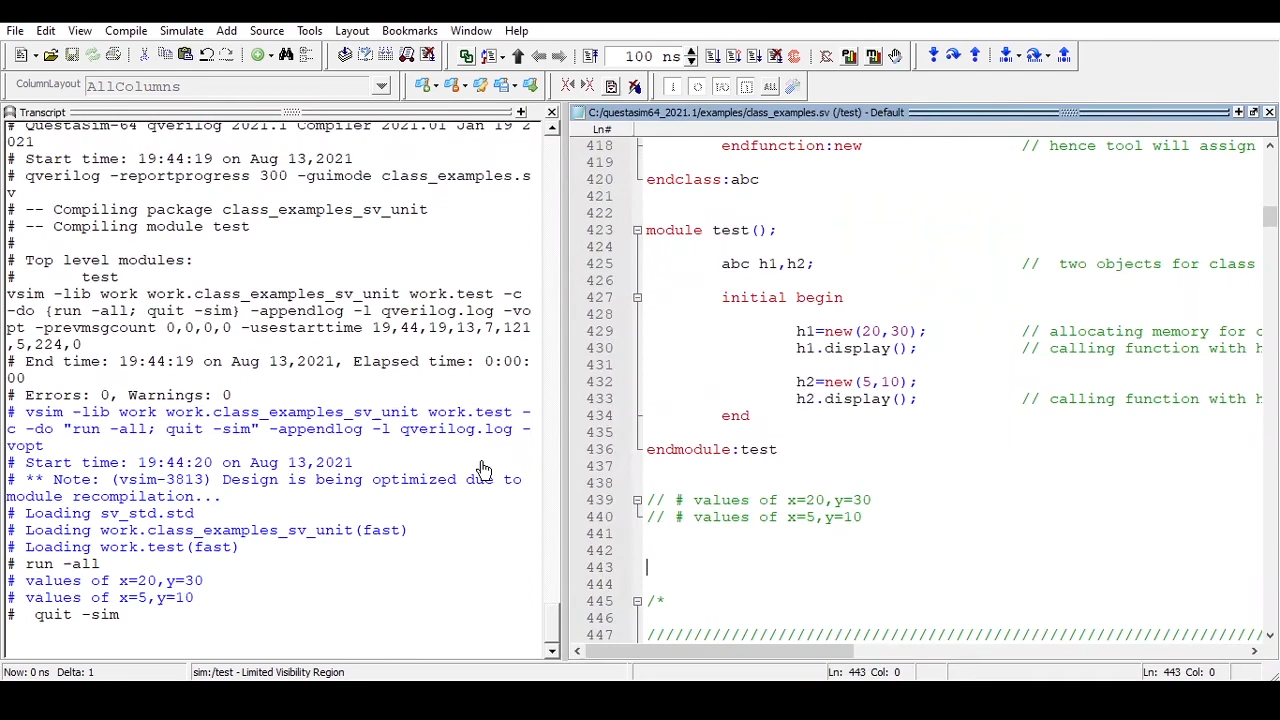 File Edit View Compile Simulate Add Source Tools Layout Bookmarks Window Help
100 ns
ColumnLayout AllColumns
ALL
Transcript
# QuestaSim-64 qverilog 2021.1 Compiler 2021.01 Jan 19 2
021
# Start time: 19:44:19 on Aug 13,2021
# qverilog -reportprogress 300 -guimode class_examples.s
v
# -- Compiling package class_examples_sv_unit
# -- Compiling module test
#
# Top level modules:
# test
vsim -lib work work.class_examples_sv_unit work.test -c
-do {run -all; quit -sim} -appendlog -l qverilog.log -vo
pt -prevmsgcount 0,0,0,0 -usestarttime 19,44,19,13,7,121
,5,224,0
# End time: 19:44:19 on Aug 13,2021, Elapsed time: 0:00:
00
# Errors: 0, Warnings: 0
# vsim -lib work work.class_examples_sv_unit work.test -
c -do "run -all; quit -sim" -appendlog -l qverilog.log -
vopt
# Start time: 19:44:20 on Aug 13,2021
# ** Note: (vsim-3813) Design is being optimized due to
module recompilation...
# Loading sv_std.std
# Loading work.class_examples_sv_unit(fast)
# Loading work.test(fast)
# run -all
# values of x=20,y=30
# values of x=5,y=10
# quit -sim
C:/questasim64_2021.1/examples/class_examples.sv (/test) - Default
Ln#
418 endfunction:new // hence tool will assign
419
420 endclass:abc
421
422
423 module test();
424
425 abc h1,h2; // two objects for class
426
427 initial begin
428
429 h1=new(20,30); // allocating memory for c
430 h1.display(); // calling function with h
431
432 h2=new(5,10);
433 h2.display(); // calling function with h
434 end
435
436 endmodule:test
437
438
439 // # values of x=20,y=30
440 // # values of x=5,y=10
441
442
443
444
445 /*
446
447 //////////////////////////////////////////////////////////////////
Now: 0 ns Delta: 1 sim:/test - Limited Visibility Region Ln: 443 Col: 0 Ln: 443 Col: 0